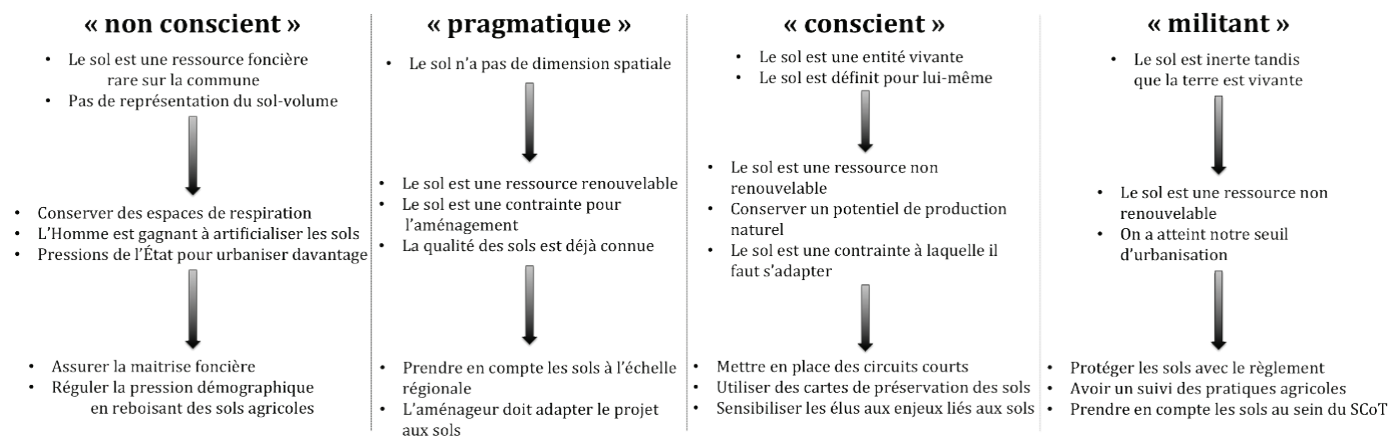 « non conscient »
• Le sol est une ressource foncière
rare sur la commune
• Pas de représentation du sol-volume
• Conserver des espaces de respiration
• L’Homme est gagnant à artificialiser les sols
• Pressions de l’État pour urbaniser davantage
• Assurer la maitrise foncière
• Réguler la pression démographique
en reboisant des sols agricoles
« pragmatique »
• Le sol n’a pas de dimension spatiale
• Le sol est une ressource renouvelable
• Le sol est une contrainte pour
l’aménagement
• La qualité des sols est déjà connue
• Prendre en compte les sols à l’échelle
régionale
• L’aménageur doit adapter le projet
aux sols
« conscient »
• Le sol est une entité vivante
• Le sol est définit pour lui-même
• Le sol est une ressource non
renouvelable
• Conserver un potentiel de production
naturel
• Le sol est une contrainte à laquelle il
faut s’adapter
• Mettre en place des circuits courts
• Utiliser des cartes de préservation des sols
• Sensibiliser les élus aux enjeux liés aux sols
« militant »
• Le sol est inerte tandis
que la terre est vivante
• Le sol est une ressource non
renouvelable
• On a atteint notre seuil
d’urbanisation
• Protéger les sols avec le règlement
• Avoir un suivi des pratiques agricoles
• Prendre en compte les sols au sein du SCoT